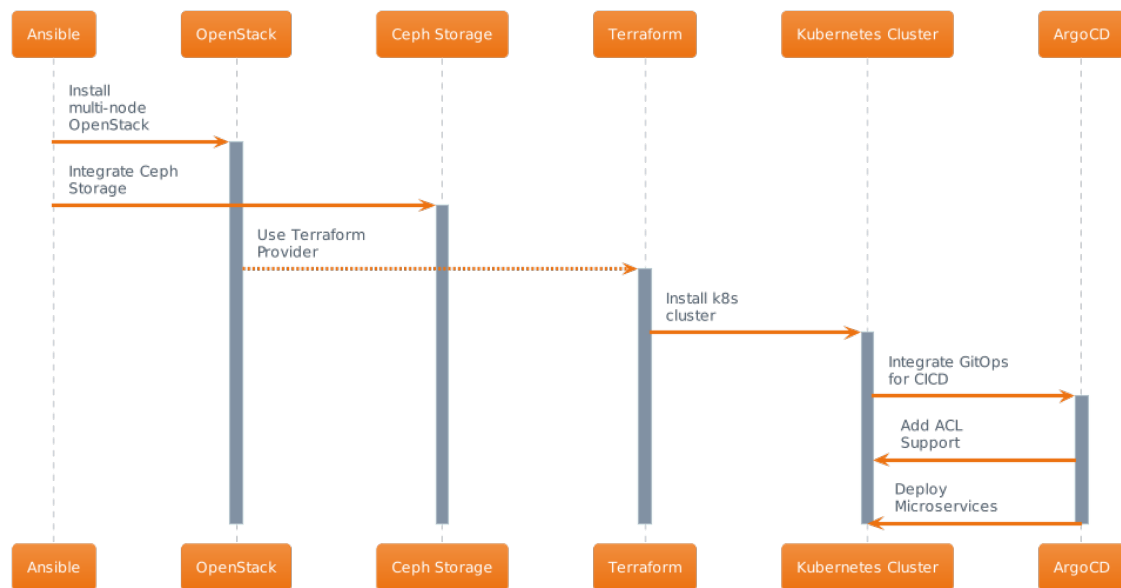 Ansible
OpenStack
Ceph Storage
Terraform
Kubernetes Cluster
ArgoCD
Install
multi-node
OpenStack
Integrate Ceph
Storage
Use Terraform
Provider
Install k8s
cluster
Integrate GitOps
for CICD
Add ACL
Support
Deploy
Microservices
Ansible
OpenStack
Ceph Storage
Terraform
Kubernetes Cluster
ArgoCD